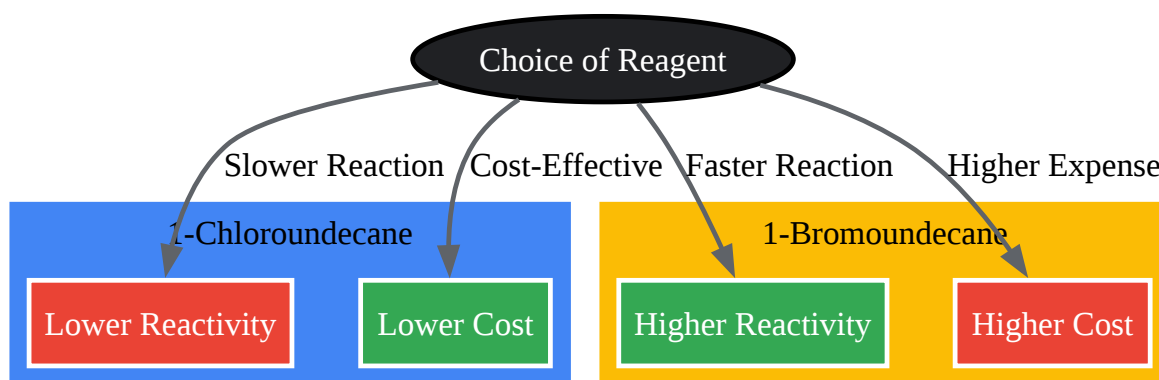 Choice of Reagent
Slower Reaction
Cost-Effective
Faster Reaction
Higher Expense
1-Chloroundecane
1-Bromoundecane
Lower Reactivity
Lower Cost
Higher Reactivity
Higher Cost